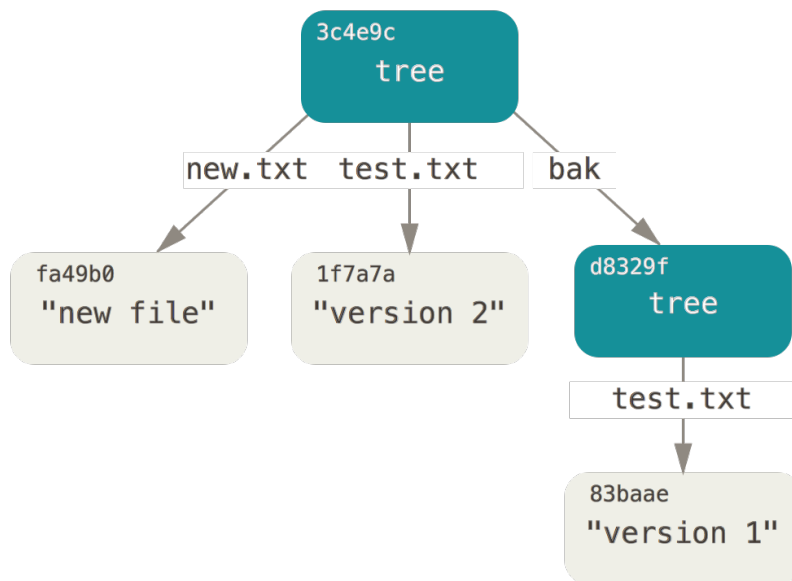 3c4e9c
tree
new.txt test.txt bak
fa49b0
"new file"
1f7a7a
"version 2"
d8329f
tree
test.txt
83baae
"version 1"